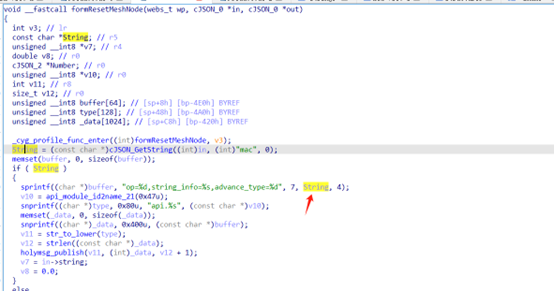 void __fastcall formResetMeshNode(webs_t wp, cJSON_0 *in, cJSON_0 *out)
{
int v3; // lr
const char *String; // r5
unsigned __int8 *v7; // r4
double v8; // r0
cJSON_2 *Number; // r0
unsigned __int8 *v10; // r0
int v11; // r8
size_t v12; // r0
unsigned __int8 buffer[64]; // [sp+8h] [bp-4E0h] BYREF
unsigned __int8 type[128]; // [sp+48h] [bp-4A0h] BYREF
unsigned __int8 _data[1024]; // [sp+C8h] [bp-420h] BYREF
_cyg_profile_func_enter((int)formResetMeshNode, v3);
String = (const char *)cJSON_GetString((int)in, (int)"mac", 0);
memset(buffer, 0, sizeof(buffer));
if ( String )
{
sprintf((char *)buffer, "op=%d,string_info=%s,advance_type=%d", 7, String, 4);
v10 = api_module_id2name_21(0x47u);
snprintf((char *)type, 0x80u, "api.%s", (const char *)v10);
memset(_data, 0, sizeof(_data));
snprintf((char *)_data, 0x400u, (const char *)buffer);
v11 = str_to_lower(type);
v12 = strlen((const char *)_data);
holymsg_publish(v11, (int)_data, v12 + 1);
v7 = in->string;
v8 = 0.0;
}
else